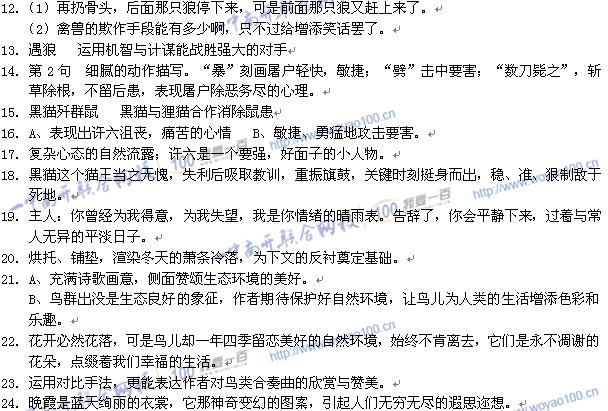 12.（1）再扔骨头，后面那只狼停下来，可是前面那只狼又赶上来了。
（2）禽兽的欺作手段能有多少啊，只不过给增添笑话罢了。
13. 遇狼 运用机智与计谋能战胜强大的对手
14. 第2句 细腻的动作描写。“暴”刻画屠户轻快，敏捷；“劈”击中要害；“数刀毙之”，斩
草除根，不留后患，表现屠户除恶务尽的心理。
15. 黑猫歼群鼠 黑猫与狸猫合作消除鼠患
16. A、表现出许六沮丧，痛苦的心情 B、敏捷、勇猛地攻击要害。
17. 复杂心态的自然流露；许六是一个要强，好面子的小人物。
18. 黑猫这个猫王当之无愧，失利后吸取教训，重振旗鼓，关键时刻挺身而出，稳、准、狠制敌于
死地。
19. 主人：你曾经为我得意，为我失望，我是你情绪的晴雨表。告辞了，你会平静下来，过着与常
人无异的平淡日子。
20. 烘托、铺垫，渲染冬天的萧条冷落，为下文的反衬奠定基础。
21. A、充满诗歌画意，侧面赞颂生态环境的美好。
B、鸟群出没是生态良好的象征，作者期待保护好自然环境，让鸟儿为人类的生活增添色彩和
乐趣。
22. 花开必然花落，可是鸟儿却一年四季留恋美好的自然环境，始终不肯离去，它们是永不凋谢的
花朵，点缀着我们幸福的生活。
23. 运用对比手法，更能表达作者对鸟类合奏曲的欣赏与赞美。
24. 晚霞是蓝天绚丽的衣裳，它那神奇变幻的图案，引起人们无穷无尽的遐思迩想。